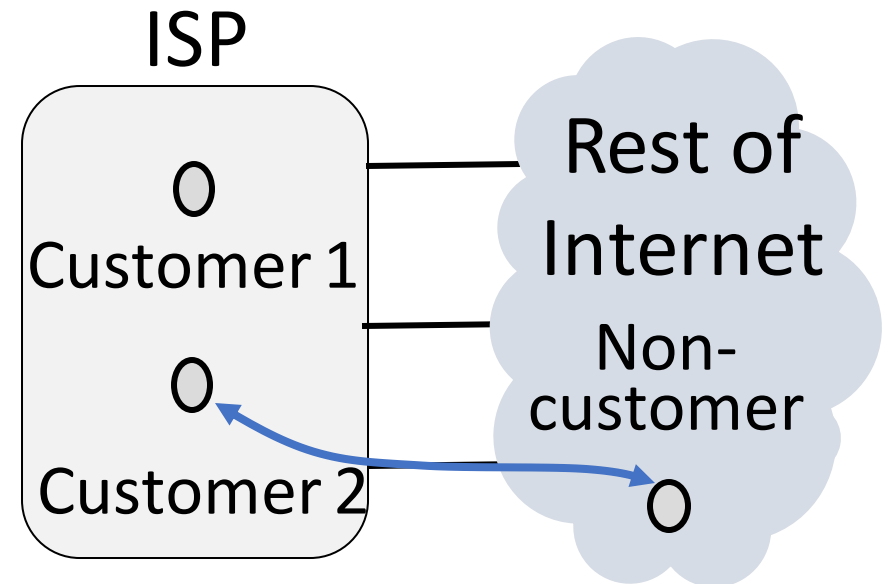 ISP
Customer 1
Customer 2
Rest of
Internet
Non-
customer